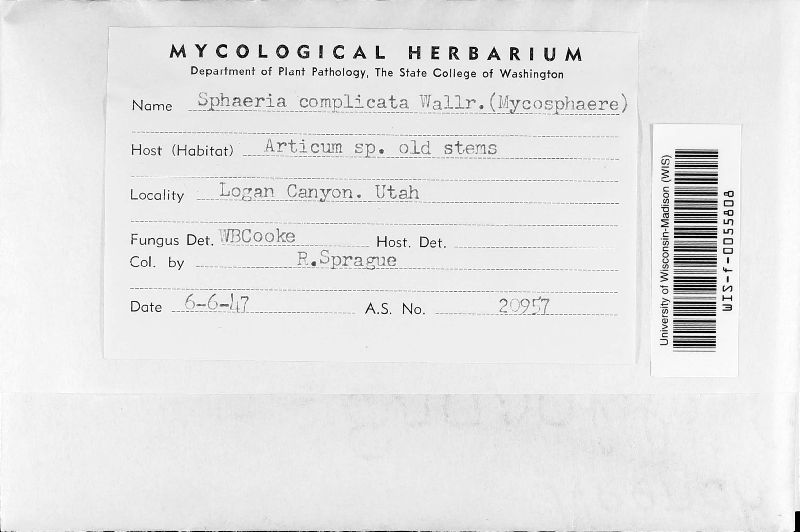 MYCOLOGICAL HERBARIUM
Department of Plant Pathology, The State College of Washington
Name Sphaeria complicata Wallr.(Mycosphaere)
Host (Habitat) Articum sp. old stems
Locality Logan Canyon. Utah
Fungus Det. WBCooke Host. Det.
Col. by R.Sprague
Date 6-6-47 A.S. No. 20957
University of Wisconsin-Madison (WIS)
WIS-f-0055808